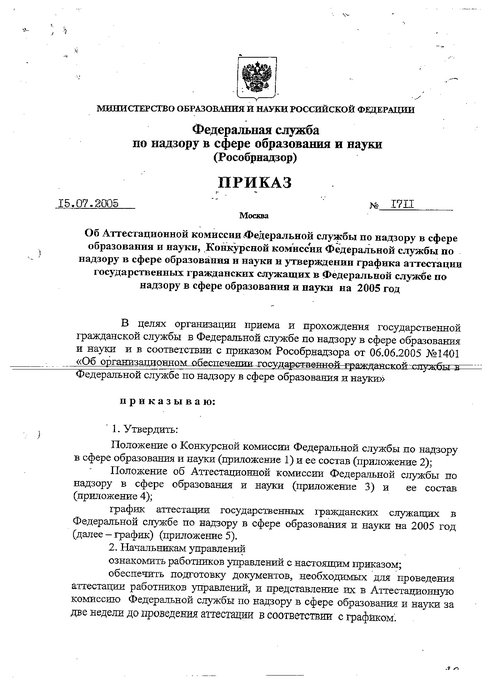 МИНИСТЕРСТВО ОБРАЗОВАНИЯ И НАУКИ РОССИЙСКОЙ ФЕДЕРАЦИИ
Федеральная служба
по надзору в сфере образования и науки
(Рособрнадзор)
ПРИКАЗ
15.07.2005 № 1711
Москва
Об Аттестационной комиссии Федеральной службы по надзору в сфере
образования и науки, Конкурсной комиссии Федеральной службы по
надзору в сфере образования и науки и утверждении графика аттестации
государственных гражданских служащих в Федеральной службе по
надзору в сфере образования и науки на 2005 год
В целях организации приема и прохождения государственной
гражданской службы в Федеральной службе по надзору в сфере образования
и науки и в соответствии с приказом Рособрнадзора от 06.06.2005 №1401
«Об организационном обеспечении государственной гражданской службы в
Федеральной службе по надзору в сфере образования и науки»
приказываю:
1. Утвердить:
Положение о Конкурсной комиссии Федеральной службы по надзору
в сфере образования и науки (приложение 1) и ее состав (приложение 2);
Положение об Аттестационной комиссии Федеральной службы по
надзору в сфере образования и науки (приложение 3) и ее состав
(приложение 4);
график аттестации государственных гражданских служащих в
Федеральной службе по надзору в сфере образования и науки на 2005 год
(далее – график) (приложение 5).
2. Начальникам управлений
ознакомить работников управлений с настоящим приказом;
обеспечить подготовку документов, необходимых для проведения
аттестации работников управлений, и представление их в Аттестационную
комиссию Федеральной службы по надзору в сфере образования и науки за
две недели до проведения аттестации в соответствии с графиком.